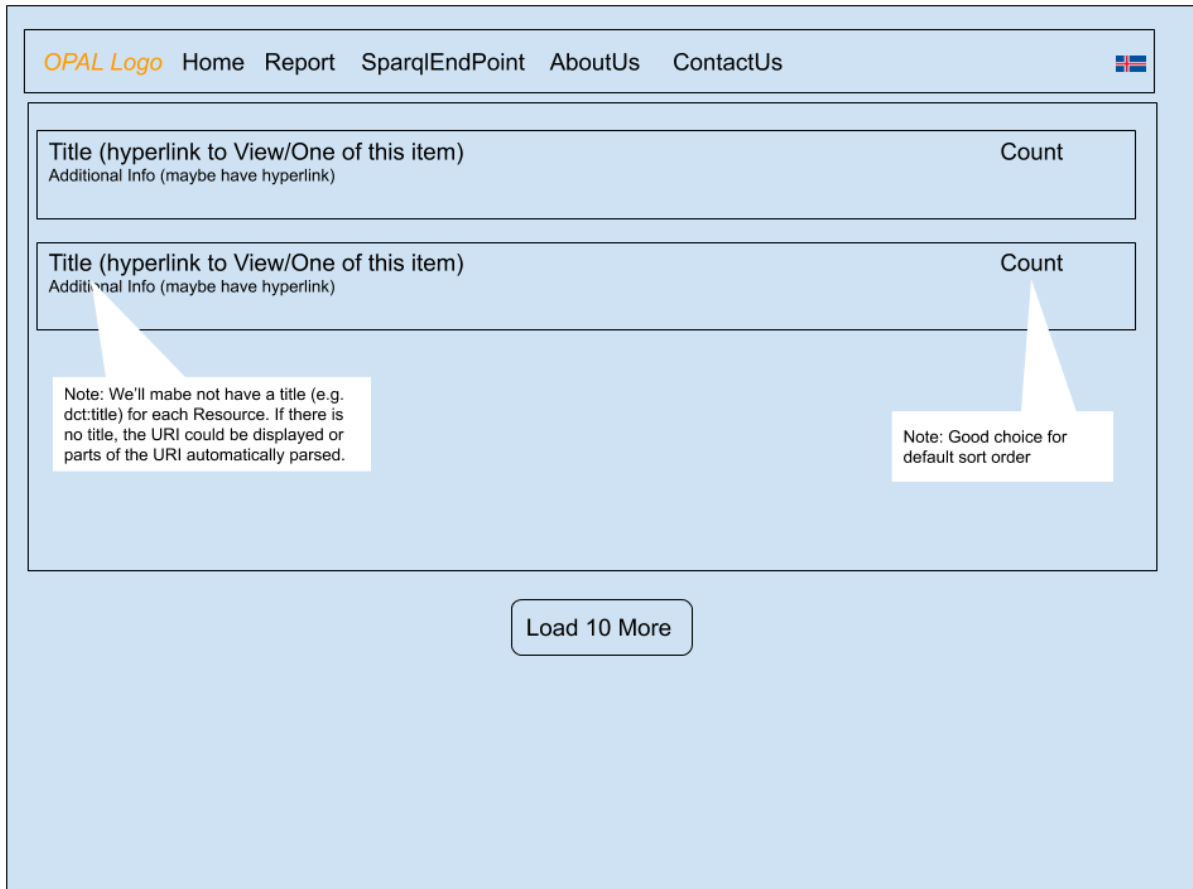 OPAL Logo Home Report SparqlEndPoint AboutUs ContactUs
Title (hyperlink to View/One of this item) Count
Additional Info (maybe have hyperlink)
Title (hyperlink to View/One of this item) Count
Additional Info (maybe have hyperlink)
Note: We'll mabe not have a title (e.g.
dct:title) for each Resource. If there is
no title, the URI could be displayed or
parts of the URI automatically parsed.
Note: Good choice for
default sort order
Load 10 More